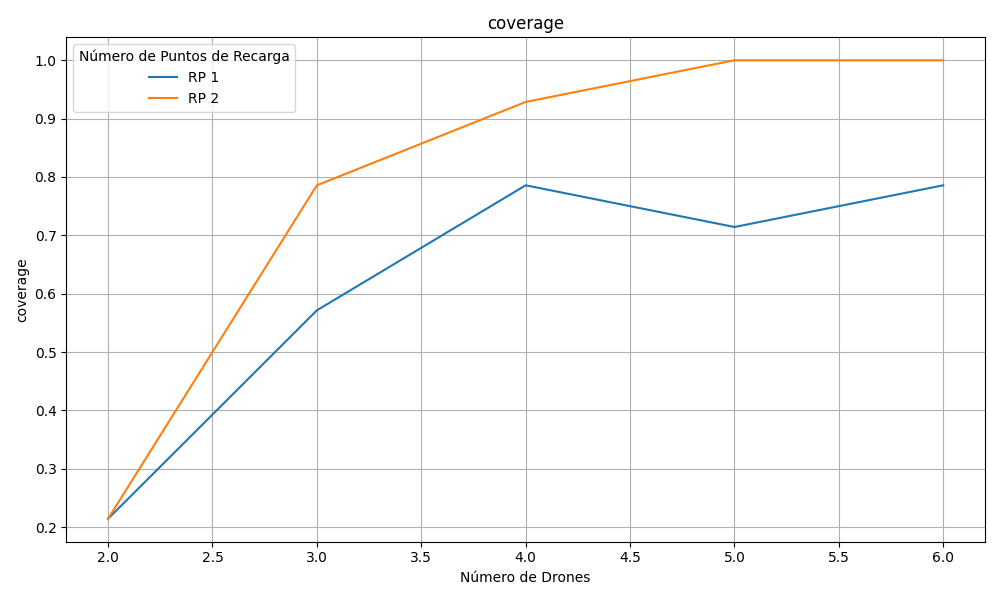 coverage
Número de Puntos de Recarga
RP 1
RP 2
coverage
1.0
0.9
0.8
0.7
0.6
0.5
0.4
0.3
0.2
2.0 2.5 3.0 3.5 4.0 4.5 5.0 5.5 6.0
Número de Drones